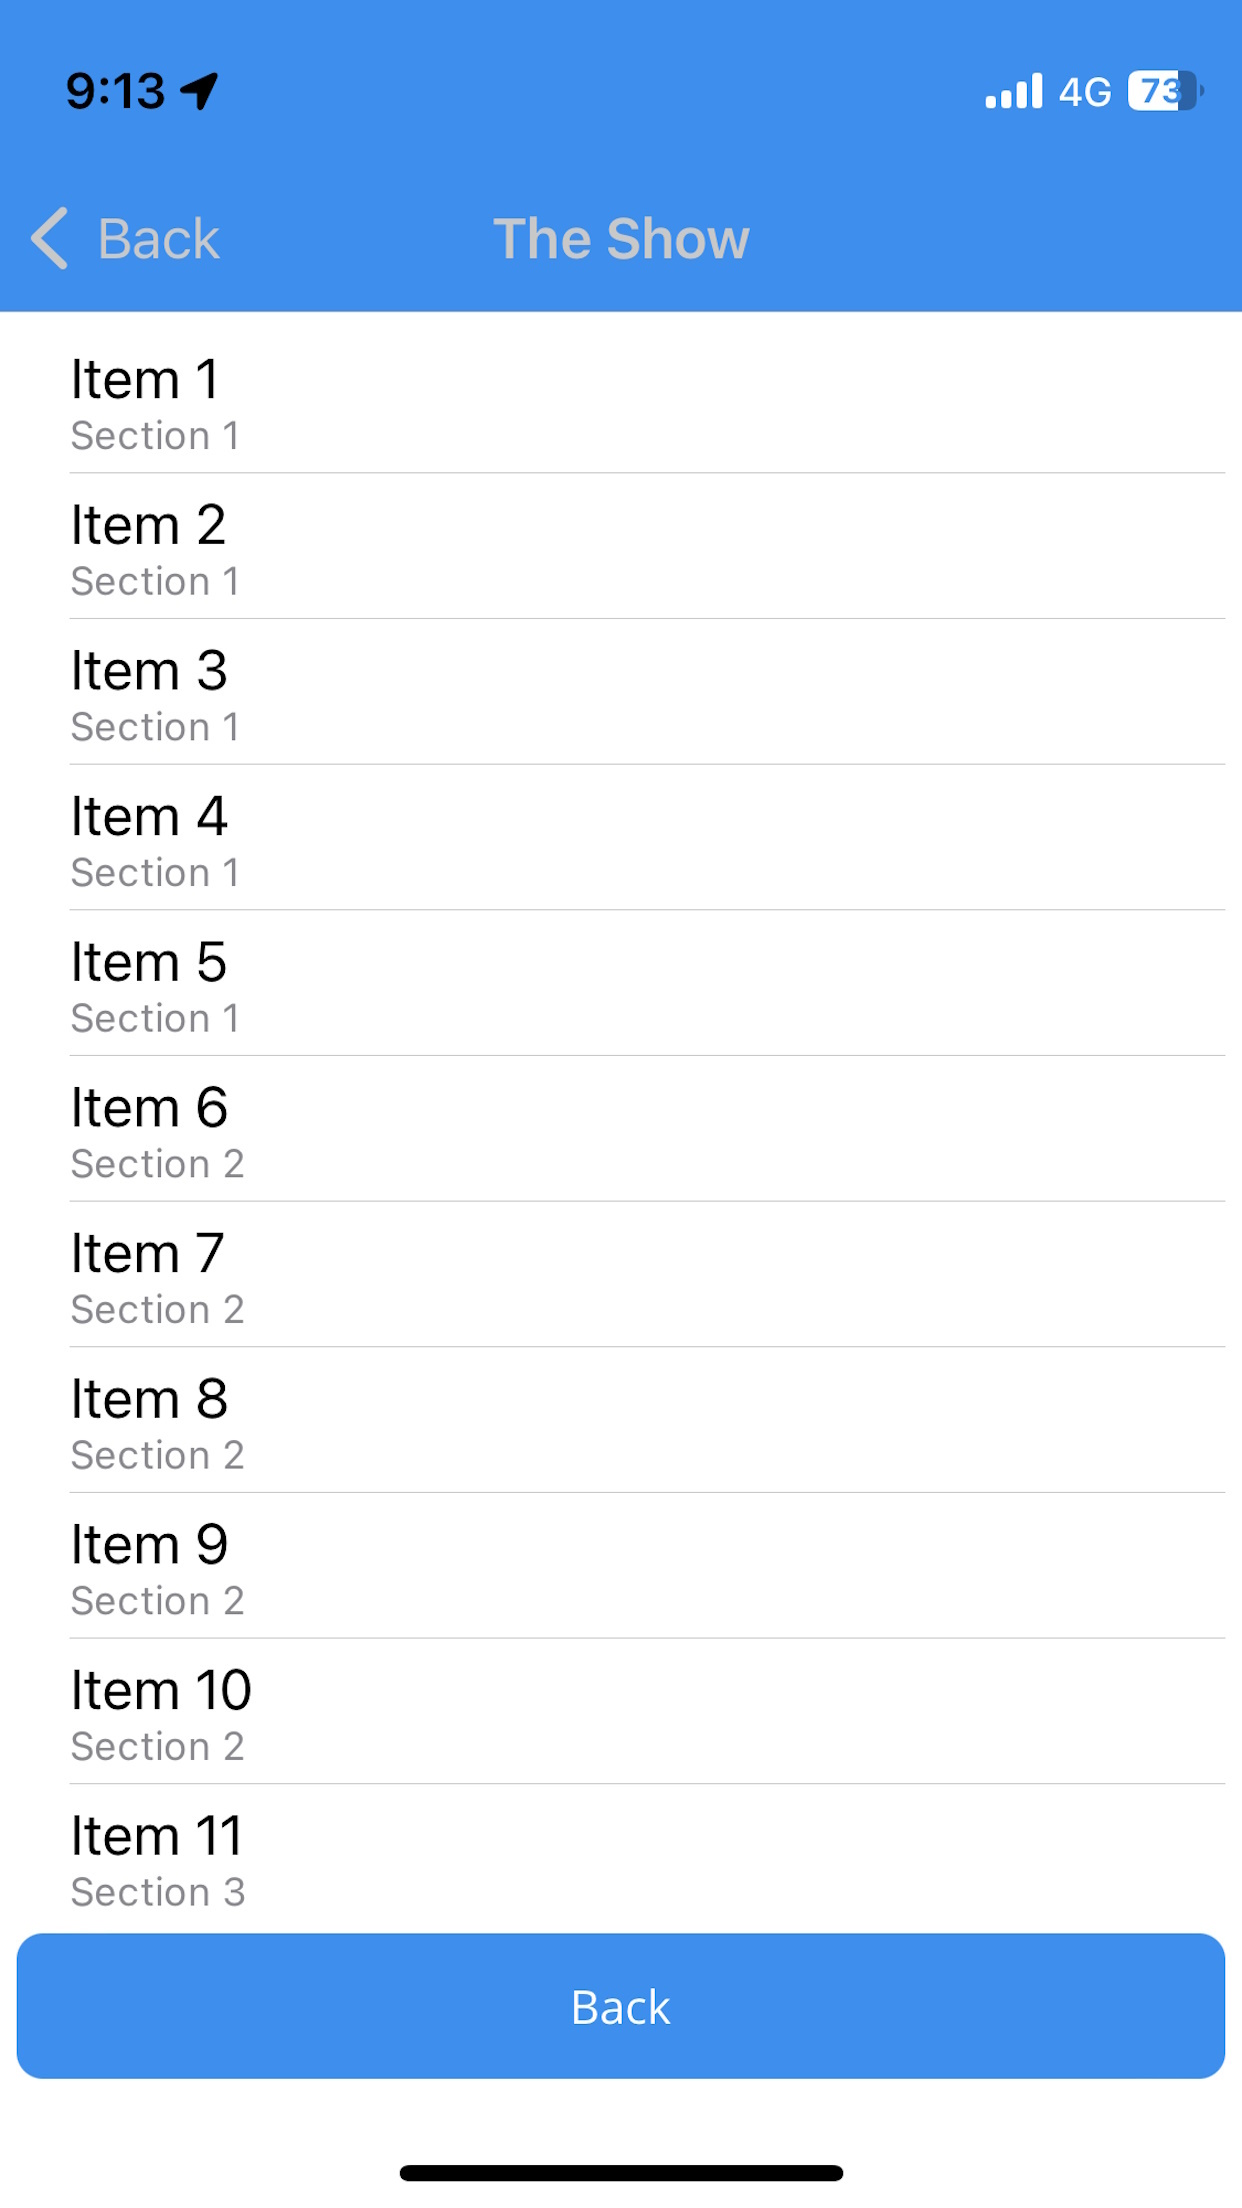 9:13 4G 73
Back The Show
Item 1
Section 1
Item 2
Section 1
Item 3
Section 1
Item 4
Section 1
Item 5
Section 1
Item 6
Section 2
Item 7
Section 2
Item 8
Section 2
Item 9
Section 2
Item 10
Section 2
Item 11
Section 3
Back